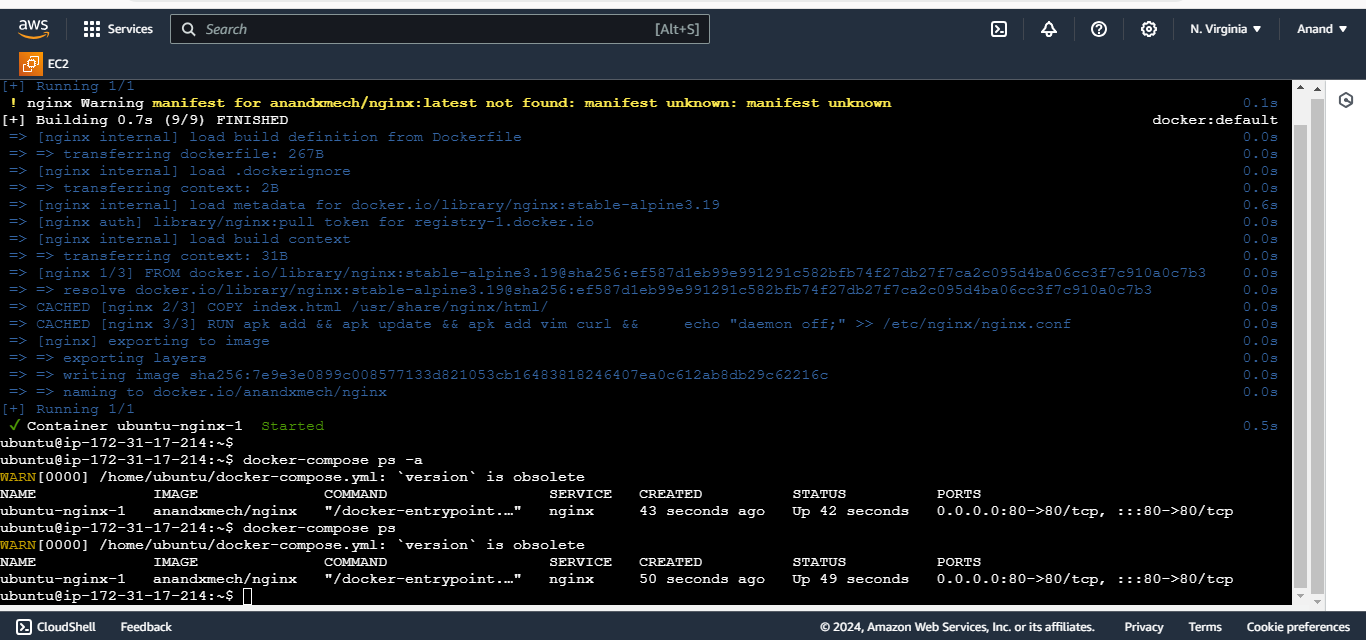 aws
Services
Search [Alt+S]
N. Virginia
Anand
EC2
[+] Running 1/1
! nginx Warning manifest for anandxmech/nginx:latest not found: manifest unknown: manifest unknown 0.1s
[+] Building 0.7s (9/9) FINISHED docker:default
=> [nginx internal] load build definition from Dockerfile 0.0s
=> => transferring dockerfile: 267B 0.0s
=> [nginx internal] load .dockerignore 0.0s
=> => transferring context: 2B 0.0s
=> [nginx internal] load metadata for docker.io/library/nginx:stable-alpine3.19 0.6s
=> [nginx auth] library/nginx:pull token for registry-1.docker.io 0.0s
=> [nginx internal] load build context 0.0s
=> => transferring context: 31B 0.0s
=> [nginx 1/3] FROM docker.io/library/nginx:stable-alpine3.19@sha256:ef587d1eb99e991291c582bfb74f27db27f7ca2c095d4ba06cc3f7c910a0c7b3 0.0s
=> => resolve docker.io/library/nginx:stable-alpine3.19@sha256:ef587d1eb99e991291c582bfb74f27db27f7ca2c095d4ba06cc3f7c910a0c7b3 0.0s
=> CACHED [nginx 2/3] COPY index.html /usr/share/nginx/html/ 0.0s
=> CACHED [nginx 3/3] RUN apk add && apk update && apk add vim curl &&     echo "daemon off;" >> /etc/nginx/nginx.conf 0.0s
=> [nginx] exporting to image 0.0s
=> => exporting layers 0.0s
=> => writing image sha256:7e9e3e0899c008577133d821053cb16483818246407ea0c612ab8db29c62216c 0.0s
=> => naming to docker.io/anandxmech/nginx 0.0s
[+] Running 1/1
✓ Container ubuntu-nginx-1  Started 0.5s
ubuntu@ip-172-31-17-214:~$
ubuntu@ip-172-31-17-214:~$ docker-compose ps -a
WARN[0000] /home/ubuntu/docker-compose.yml: `version` is obsolete
NAME IMAGE COMMAND SERVICE CREATED STATUS PORTS
ubuntu-nginx-1 anandxmech/nginx "/docker-entrypoint.…" nginx 43 seconds ago Up 42 seconds 0.0.0.0:80->80/tcp, :::80->80/tcp
ubuntu@ip-172-31-17-214:~$ docker-compose ps
WARN[0000] /home/ubuntu/docker-compose.yml: `version` is obsolete
NAME IMAGE COMMAND SERVICE CREATED STATUS PORTS
ubuntu-nginx-1 anandxmech/nginx "/docker-entrypoint.…" nginx 50 seconds ago Up 49 seconds 0.0.0.0:80->80/tcp, :::80->80/tcp
ubuntu@ip-172-31-17-214:~$
CloudShell Feedback © 2024, Amazon Web Services, Inc. or its affiliates. Privacy Terms Cookie preferences